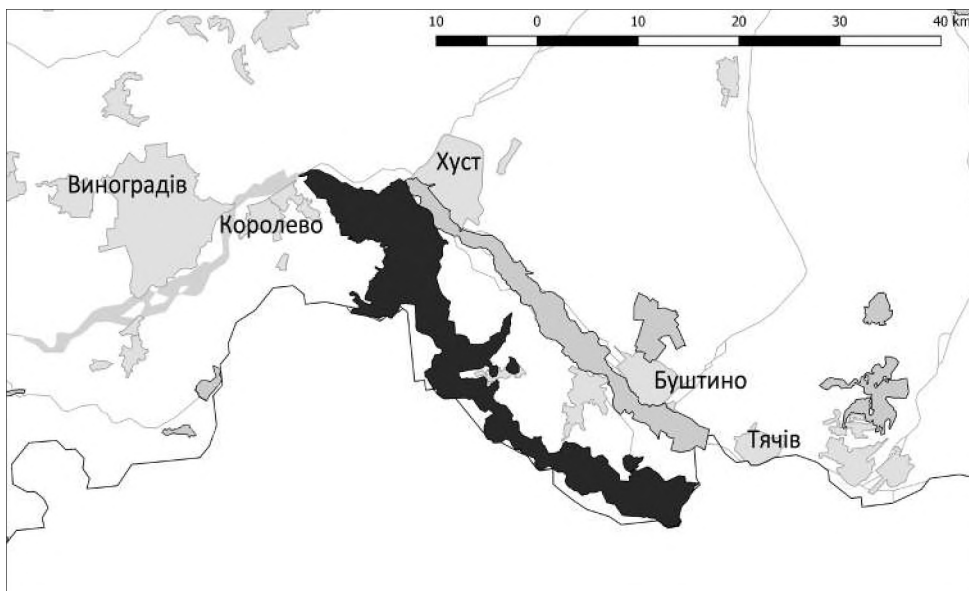 10 0 10 20 30 40 km
Хуст
Виноградів
Королево
Буштино
Тячів